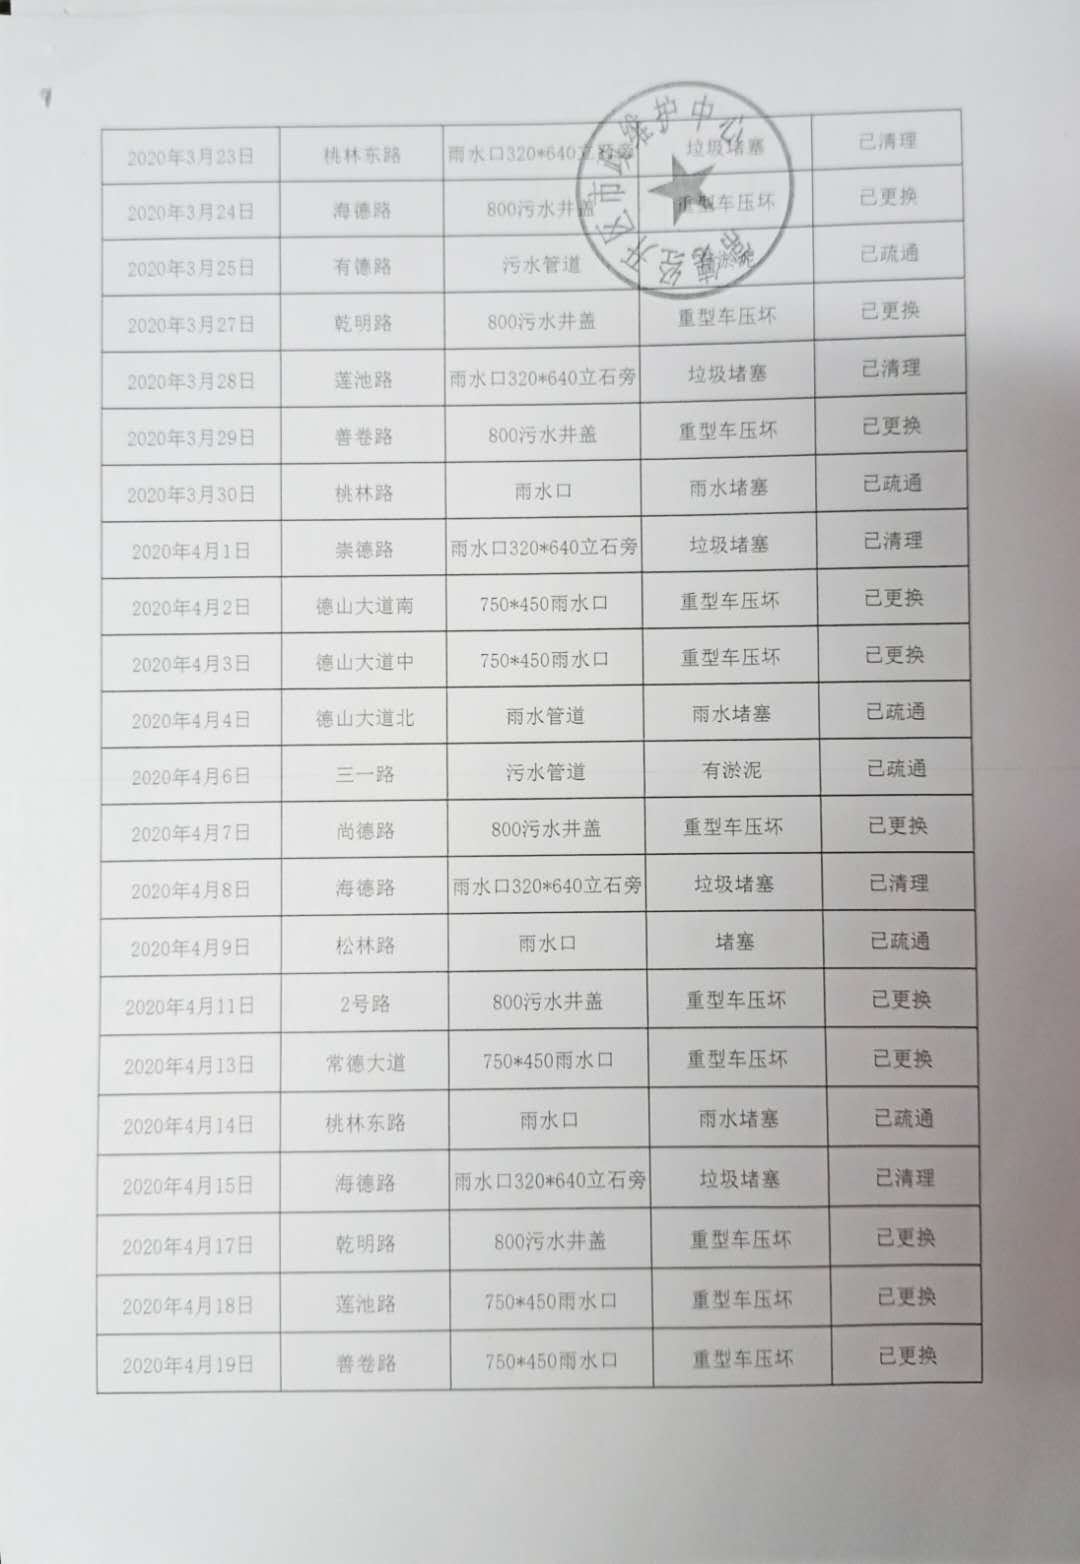 2020年3月23日 桃林东路 雨水口320*640立石旁 垃圾堵塞 已清理
2020年3月24日 海德路 800污水井盖 重型车压坏 已更换
2020年3月25日 有德路 污水管道 淤泥 已疏通
2020年3月27日 乾明路 800污水井盖 重型车压坏 已更换
2020年3月28日 莲池路 雨水口320*640立石旁 垃圾堵塞 已清理
2020年3月29日 善卷路 800污水井盖 重型车压坏 已更换
2020年3月30日 桃林路 雨水口 雨水堵塞 已疏通
2020年4月1日 崇德路 雨水口320*640立石旁 垃圾堵塞 已清理
2020年4月2日 德山大道南 750*450雨水口 重型车压坏 已更换
2020年4月3日 德山大道中 750*450雨水口 重型车压坏 已更换
2020年4月4日 德山大道北 雨水管道 雨水堵塞 已疏通
2020年4月6日 三一路 污水管道 有淤泥 已疏通
2020年4月7日 尚德路 800污水井盖 重型车压坏 已更换
2020年4月8日 海德路 雨水口320*640立石旁 垃圾堵塞 已清理
2020年4月9日 松林路 雨水口 堵塞 已疏通
2020年4月11日 2号路 800污水井盖 重型车压坏 已更换
2020年4月13日 常德大道 750*450雨水口 重型车压坏 已更换
2020年4月14日 桃林东路 雨水口 雨水堵塞 已疏通
2020年4月15日 海德路 雨水口320*640立石旁 垃圾堵塞 已清理
2020年4月17日 乾明路 800污水井盖 重型车压坏 已更换
2020年4月18日 莲池路 750*450雨水口 重型车压坏 已更换
2020年4月19日 善卷路 750*450雨水口 重型车压坏 已更换